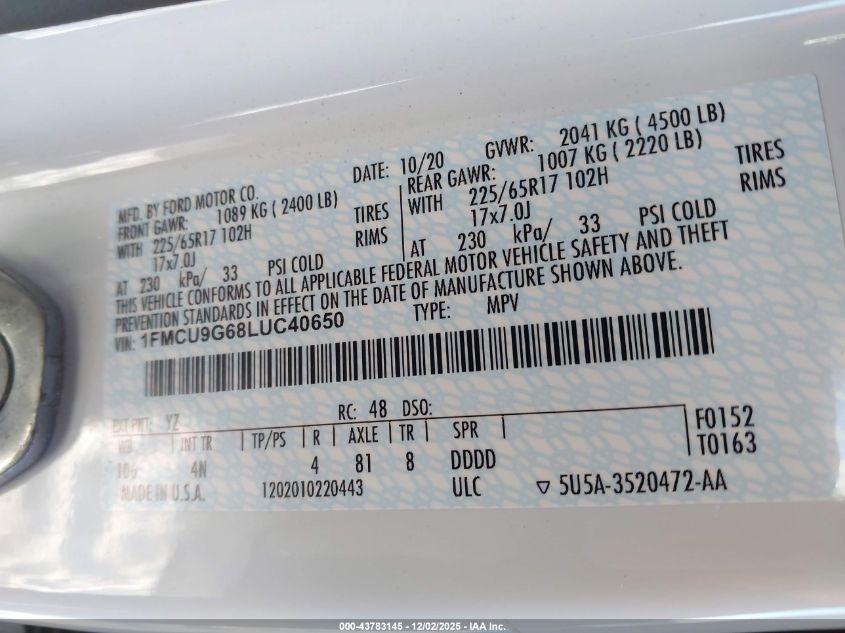 MFD. BY FORD MOTOR CO.
DATE: 10/20 GVWR: 2041 KG ( 4500 LB)
FRONT GAWR: 1089 KG ( 2400 LB)
WITH 225/65R17 102H TIRES
17x7.0J RIMS
AT 230 kPa/ 33 PSI COLD
REAR GAWR: 1007 KG ( 2220 LB)
WITH 225/65R17 102H TIRES
17x7.0J RIMS
AT 230 kPa/ 33 PSI COLD
THIS VEHICLE CONFORMS TO ALL APPLICABLE FEDERAL MOTOR VEHICLE SAFETY AND THEFT
PREVENTION STANDARDS IN EFFECT ON THE DATE OF MANUFACTURE SHOWN ABOVE.
VIN: 1FMCU9G68LUC40650 TYPE: MPV
EXT PNT: YZ RC: 48 DSO:
WB INT TR TP/PS R AXLE TR SPR F0152
106 4N 4 81 8 DDDD T0163
MADE IN U.S.A. 1202010220443 ULC ▽ 5U5A-3520472-AA
000-43783145 - 12/02/2025 - IAA Inc.